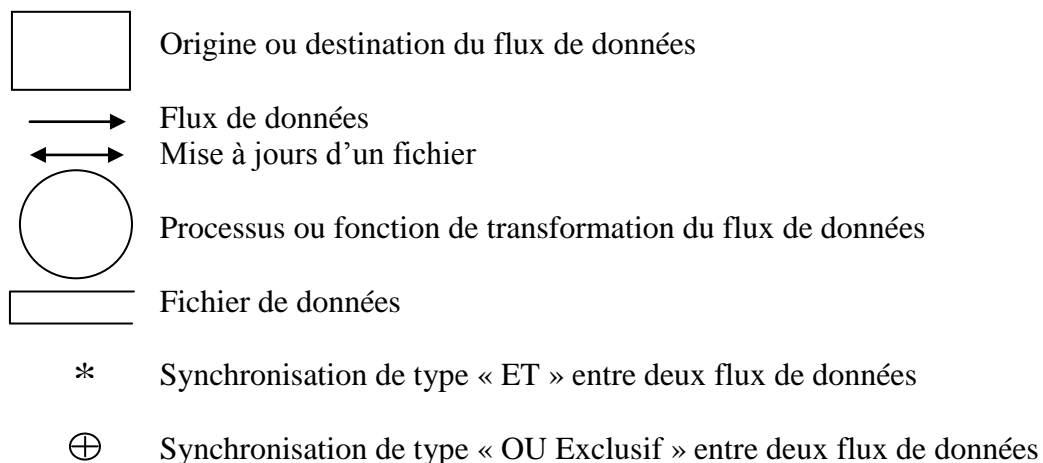 Origine ou destination du flux de données
Flux de données
Mise à jours d’un fichier
Processus ou fonction de transformation du flux de données
Fichier de données
* Synchronisation de type « ET » entre deux flux de données
⊕ Synchronisation de type « OU Exclusif » entre deux flux de données